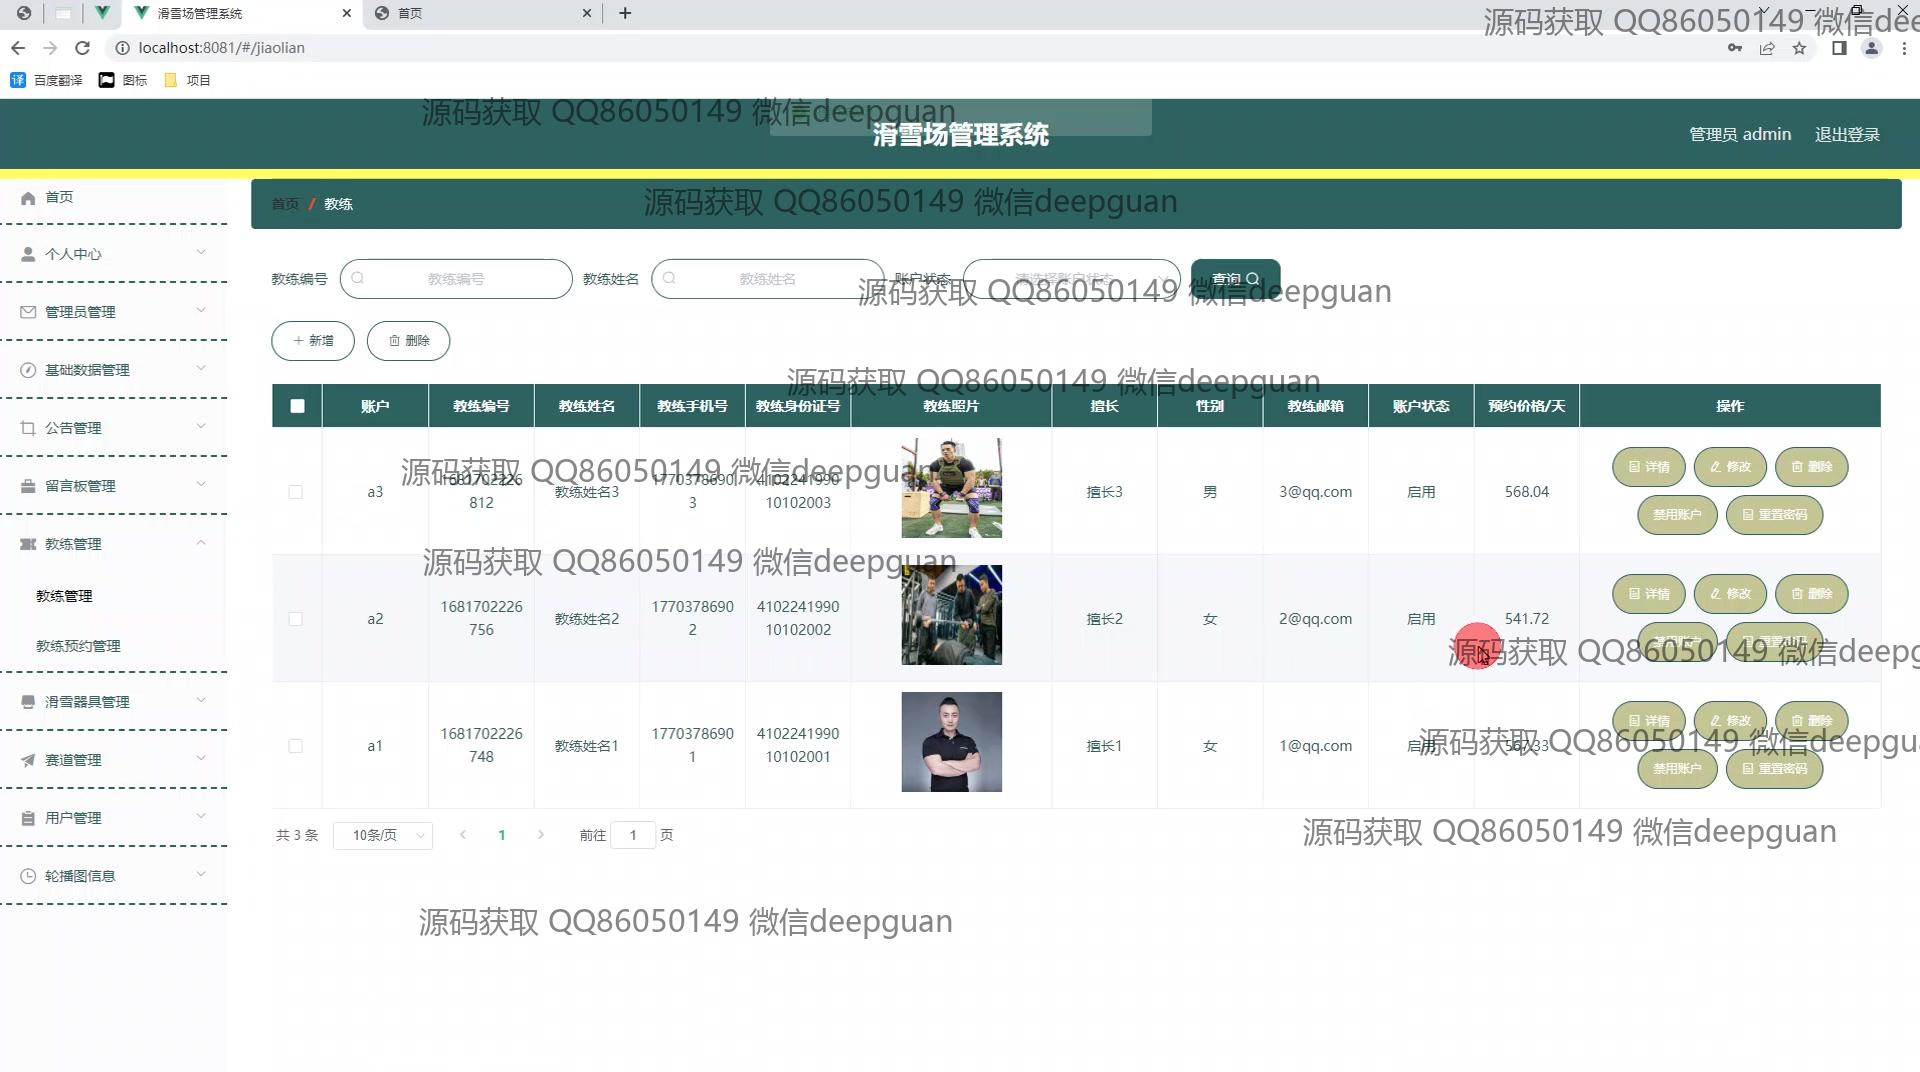 滑雪场管理系统
首页
localhost:8081/#/jiaolian
百度翻译
图标
项目
源码获取 QQ86050149 微信deepguan
源码获取 QQ86050149 微信deepguan
滑雪场管理系统
管理员 admin
退出登录
首页
个人中心
管理员管理
基础数据管理
公告管理
留言板管理
教练管理
教练管理
教练预约管理
滑雪器具管理
赛道管理
用户管理
轮播图信息
首页 / 教练
源码获取 QQ86050149 微信deepguan
教练编号 教练编号 教练姓名 教练姓名 账户状态 请选择账户状态 查询
源码获取 QQ86050149 微信deepguan
新增 删除
源码获取 QQ86050149 微信deepguan
账户 教练编号 教练姓名 教练手机号 教练身份证号 教练照片 擅长 性别 教练邮箱 账户状态 预约价格/天 操作
源码获取 QQ86050149 微信deepguan
a3 1681702226812 教练姓名3 17703786903 410224199010102003 擅长3 男 3@qq.com 启用 568.04 详情 修改 删除
禁用账户 重置密码
源码获取 QQ86050149 微信deepguan
a2 1681702226756 教练姓名2 17703786902 410224199010102002 擅长2 女 2@qq.com 启用 541.72 详情 修改 删除
禁用账户 重置密码
源码获取 QQ86050149 微信deepg
a1 1681702226748 教练姓名1 17703786901 410224199010102001 擅长1 女 1@qq.com 启用 567.33 详情 修改 删除
禁用账户 重置密码
源码获取 QQ86050149 微信deepgu
共 3 条 10条/页 1 前往 1 页
源码获取 QQ86050149 微信deepguan
源码获取 QQ86050149 微信deepguan